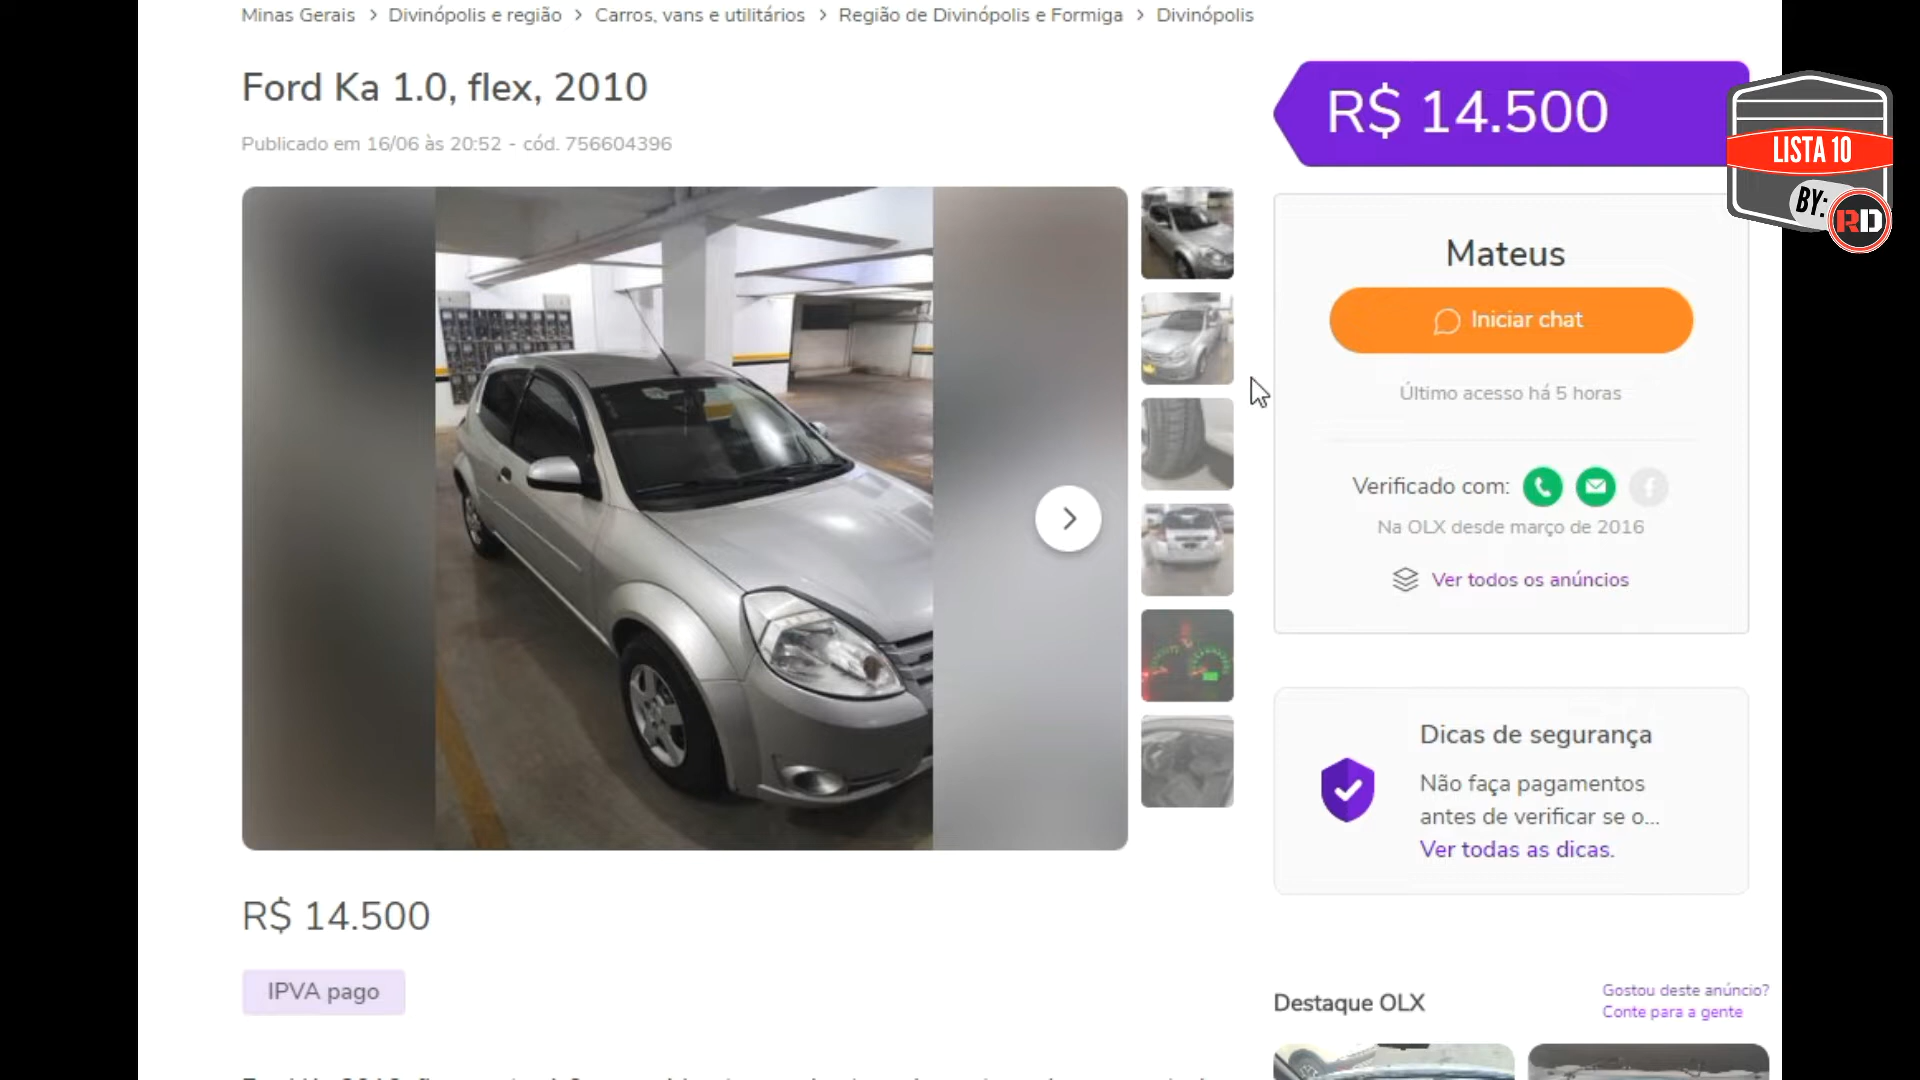 Minas Gerais > Divinópolis e região > Carros, vans e utilitários > Região de Divinópolis e Formiga > Divinópolis
Ford Ka 1.0, flex, 2010
Publicado em 16/06 às 20:52 - cód. 756604396
R$ 14.500
LISTA 10
BY: RD
Mateus
Iniciar chat
Último acesso há 5 horas
Verificado com:
Na OLX desde março de 2016
Ver todos os anúncios
Dicas de segurança
Não faça pagamentos
antes de verificar se o...
Ver todas as dicas.
R$ 14.500
IPVA pago
Destaque OLX
Gostou deste anúncio?
Conte para a gente